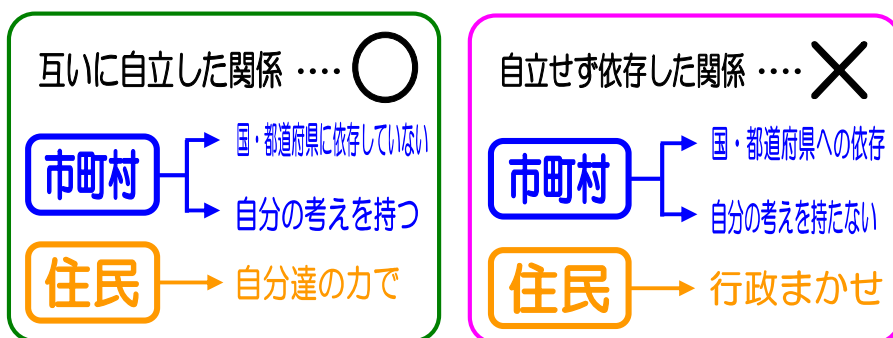 互いに自立した関係 ‥‥ ○
市町村
国・都道府県に依存していない
自分の考えを持つ
住民
自分達の力で
自立せず依存した関係 ‥‥ ×
市町村
国・都道府県への依存
自分の考えを持たない
住民
行政まかせ